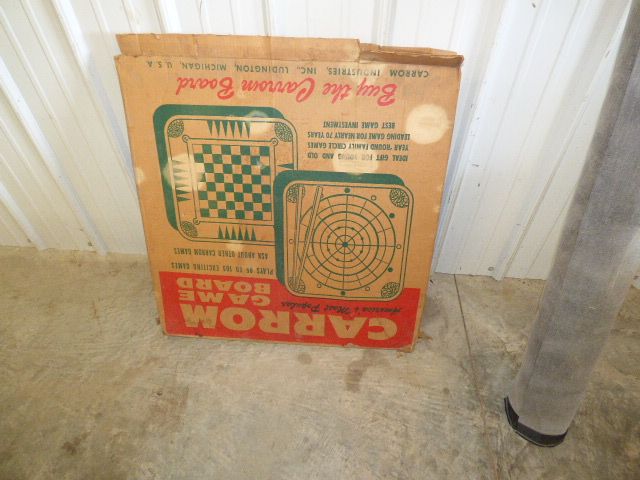 America's Most Popular
CARROM
GAME
BOARD
PLAYS 99 TO 105 EXCITING GAMES
ASK ABOUT OTHER CARROM GAMES
IDEAL GIFT FOR YOUNG AND OLD
YEAR 'ROUND FAMILY CIRCLE GAMES
LEADING GAME FOR NEARLY 70 YEARS
BEST GAME INVESTMENT
Buy the Carrom Board
CARROM INDUSTRIES, INC., LUDINGTON, MICHIGAN, U. S. A